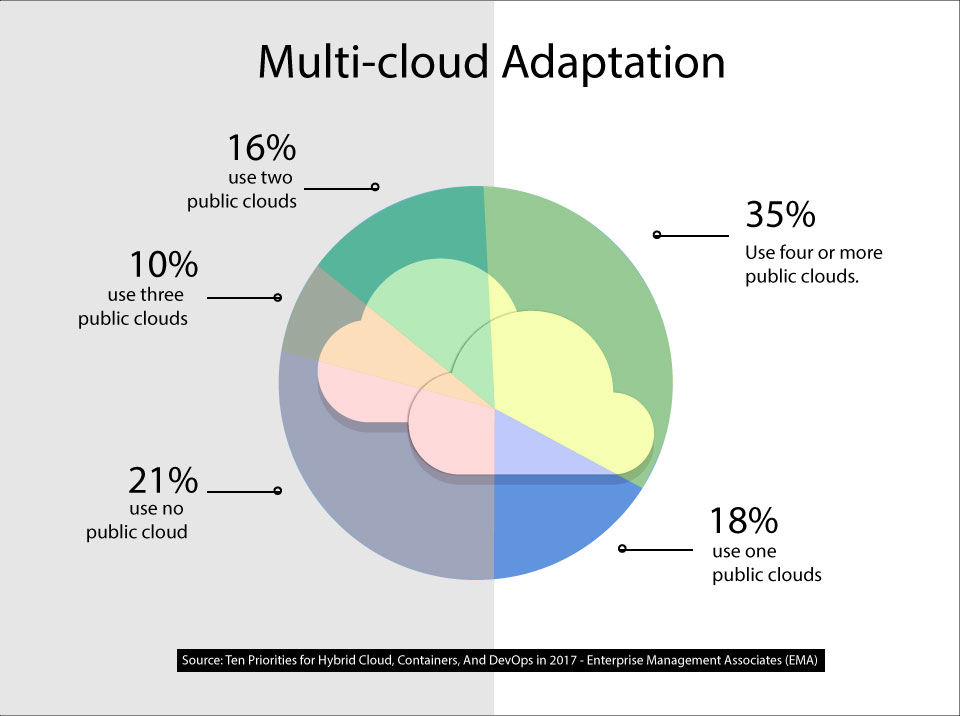 Multi-cloud Adaptation
16%
use two
public clouds
35%
Use four or more
public clouds.
10%
use three
public clouds
21%
use no
public cloud
18%
use one
public clouds
Source: Ten Priorities for Hybrid Cloud, Containers, And DevOps in 2017 - Enterprise Management Associates (EMA)